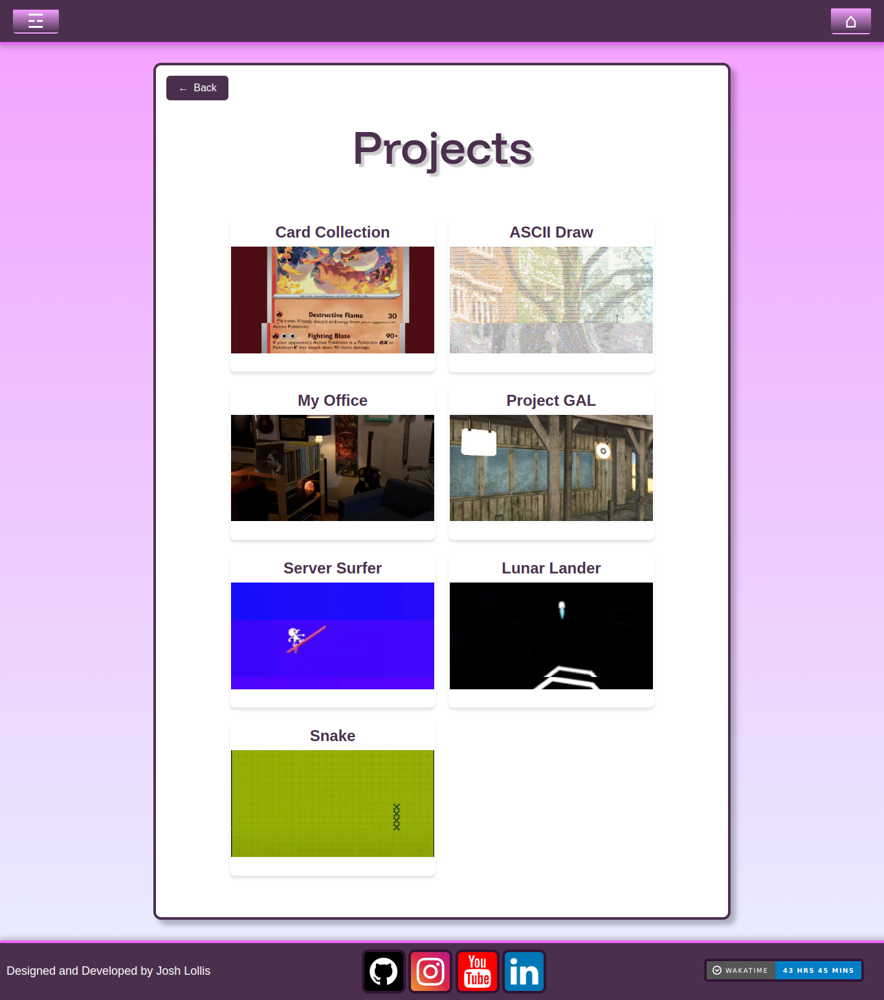 ← Back
Projects
Card Collection
ASCII Draw
Destructive Flame 30
Flip a coin. If heads, discard an Energy from your opponent's
Active Pokémon.
Fighting Blaze 90+
If your opponent's Active Pokémon is a Pokémon ex or
Pokémon V, this attack does 90 more damage.
My Office
Project GAL
Server Surfer
Lunar Lander
Snake
Designed and Developed by Josh Lollis
You
Tube
in
WAKATIME 43 HRS 45 MINS